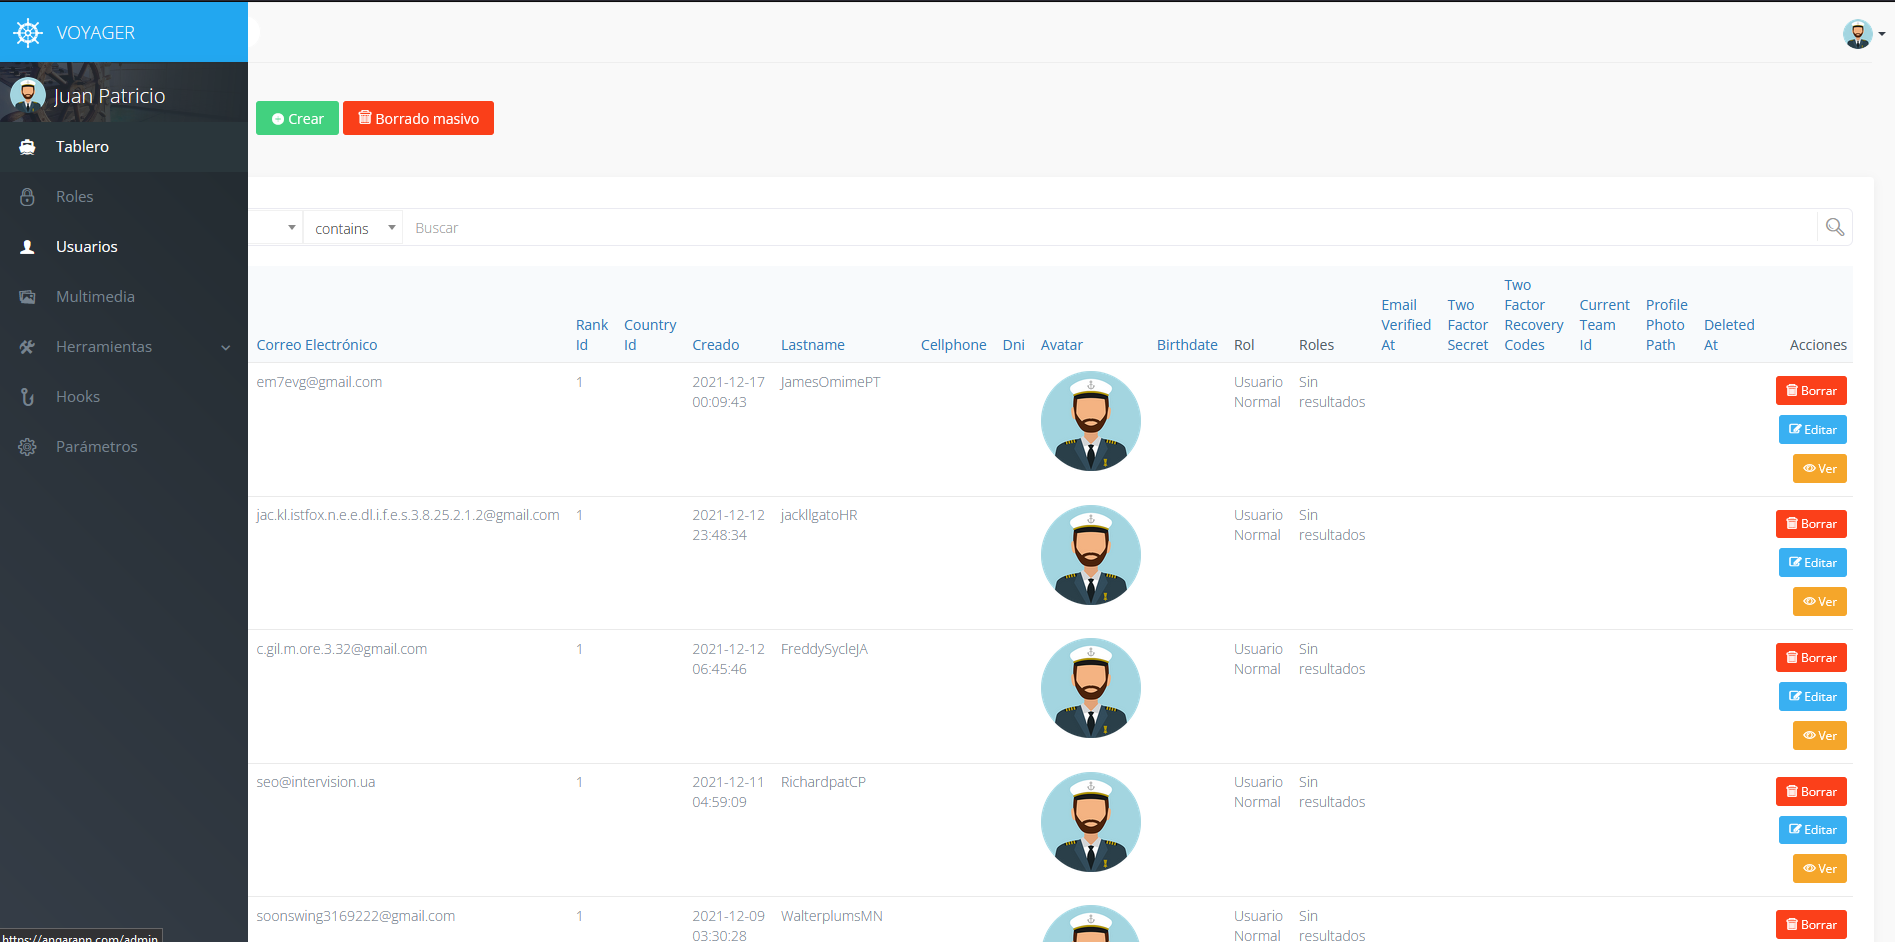 VOYAGER
Juan Patricio
Tablero
Roles
Usuarios
Multimedia
Herramientas
Hooks
Parámetros
Crear
Borrado masivo
contains
Buscar
Correo Electrónico
Rank
Id
Country
Id
Creado
Lastname
Cellphone
Dni
Avatar
Birthdate
Rol
Roles
Email
Verified
At
Two
Factor
Secret
Two
Factor
Recovery
Codes
Current
Team
Id
Profile
Photo
Path
Deleted
At
Acciones
em7evg@gmail.com
1
2021-12-17
00:09:43
JamesOmimePT
Usuario
Normal
Sin
resultados
Borrar
Editar
Ver
jac.kl.istfox.n.e.e.dl.i.f.e.s.3.8.25.2.1.2@gmail.com
1
2021-12-12
23:48:34
jackllgatoHR
Usuario
Normal
Sin
resultados
Borrar
Editar
Ver
c.gil.m.ore.3.32@gmail.com
1
2021-12-12
06:45:46
FreddySycleJA
Usuario
Normal
Sin
resultados
Borrar
Editar
Ver
seo@intervision.ua
1
2021-12-11
04:59:09
RichardpatCP
Usuario
Normal
Sin
resultados
Borrar
Editar
Ver
soonswing3169222@gmail.com
1
2021-12-09
03:30:28
WalterplumsMN
Usuario
Normal
Sin
resultados
Borrar
https://angarapp.com/admin